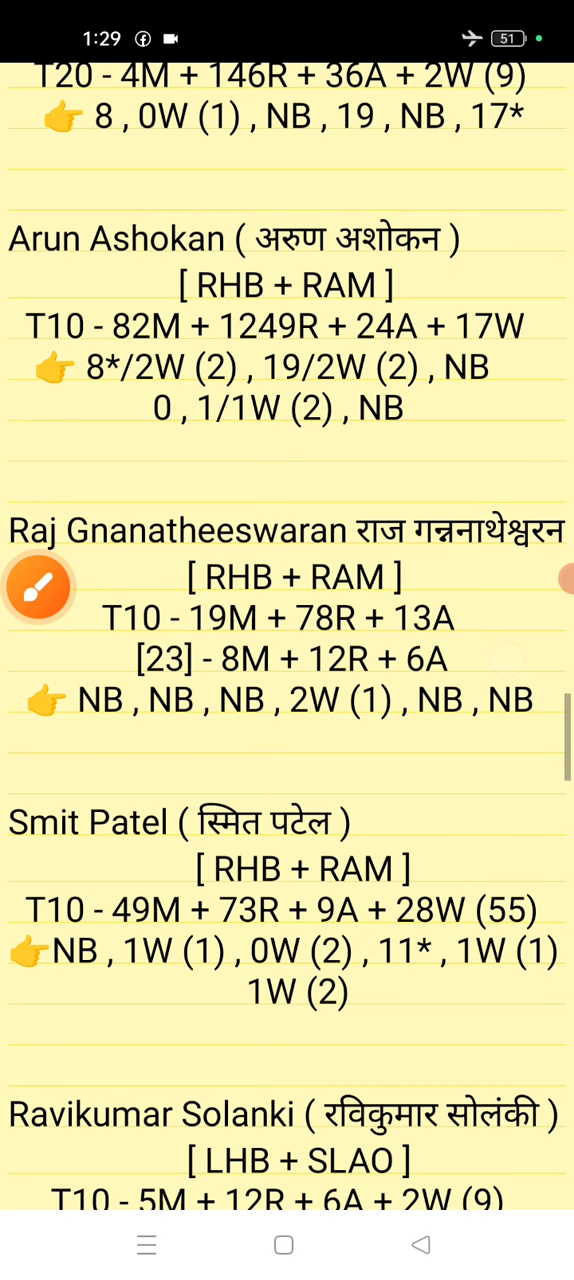 1:29
51
T20 - 4M + 146R + 36A + 2W (9)
👉 8 , 0W (1) , NB , 19 , NB , 17*
Arun Ashokan ( अरुण अशोकन )
[ RHB + RAM ]
T10 - 82M + 1249R + 24A + 17W
👉 8*/2W (2) , 19/2W (2) , NB
0 , 1/1W (2) , NB
Raj Gnanatheeswaran राज गन्ननाथेश्वरन
[ RHB + RAM ]
T10 - 19M + 78R + 13A
[23] - 8M + 12R + 6A
👉 NB , NB , NB , 2W (1) , NB , NB
Smit Patel ( स्मित पटेल )
[ RHB + RAM ]
T10 - 49M + 73R + 9A + 28W (55)
👉NB , 1W (1) , 0W (2) , 11* , 1W (1)
1W (2)
Ravikumar Solanki ( रविकुमार सोलंकी )
[ LHB + SLAO ]
T10 - 5M + 12R + 6A + 2W (9)